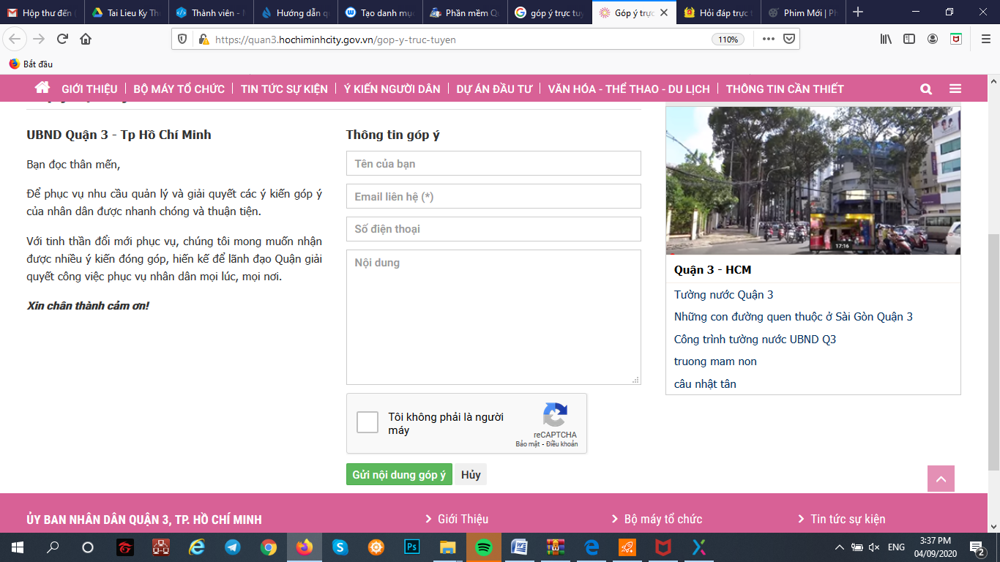 Hộp thư đến (
Tai Lieu Ky Th
Thành viên - M
Hướng dẫn q
Tạo danh mục
Phần mềm Q
góp ý trực tuy
Góp ý trực
Hỏi đáp trực t
Phim Mới | Ph
https://quan3.hochiminhcity.gov.vn/gop-y-truc-tuyen
110%
Bắt đầu
GIỚI THIỆU
BỘ MÁY TỔ CHỨC
TIN TỨC SỰ KIỆN
Ý KIẾN NGƯỜI DÂN
DỰ ÁN ĐẦU TƯ
VĂN HÓA - THỂ THAO - DU LỊCH
THÔNG TIN CẦN THIẾT
UBND Quận 3 - Tp Hồ Chí Minh
Bạn đọc thân mến,
Để phục vụ nhu cầu quản lý và giải quyết các ý kiến góp ý
của nhân dân được nhanh chóng và thuận tiện.
Với tinh thần đổi mới phục vụ, chúng tôi mong muốn nhận
được nhiều ý kiến đóng góp, hiến kế để lãnh đạo Quận giải
quyết công việc phục vụ nhân dân mọi lúc, mọi nơi.
Xin chân thành cảm ơn!
Thông tin góp ý
Tên của bạn
Email liên hệ (*)
Số điện thoại
Nội dung
Tôi không phải là người
máy
reCAPTCHA
Bảo mật - Điều khoản
Gửi nội dung góp ý
Hủy
17:16
Quận 3 - HCM
Tường nước Quận 3
Những con đường quen thuộc ở Sài Gòn Quận 3
Công trình tường nước UBND Q3
truong mam non
câu nhật tân
ỦY BAN NHÂN DÂN QUẬN 3, TP. HỒ CHÍ MINH
Giới Thiệu
Bộ máy tổ chức
Tin tức sự kiện
ENG
3:37 PM
04/09/2020
2